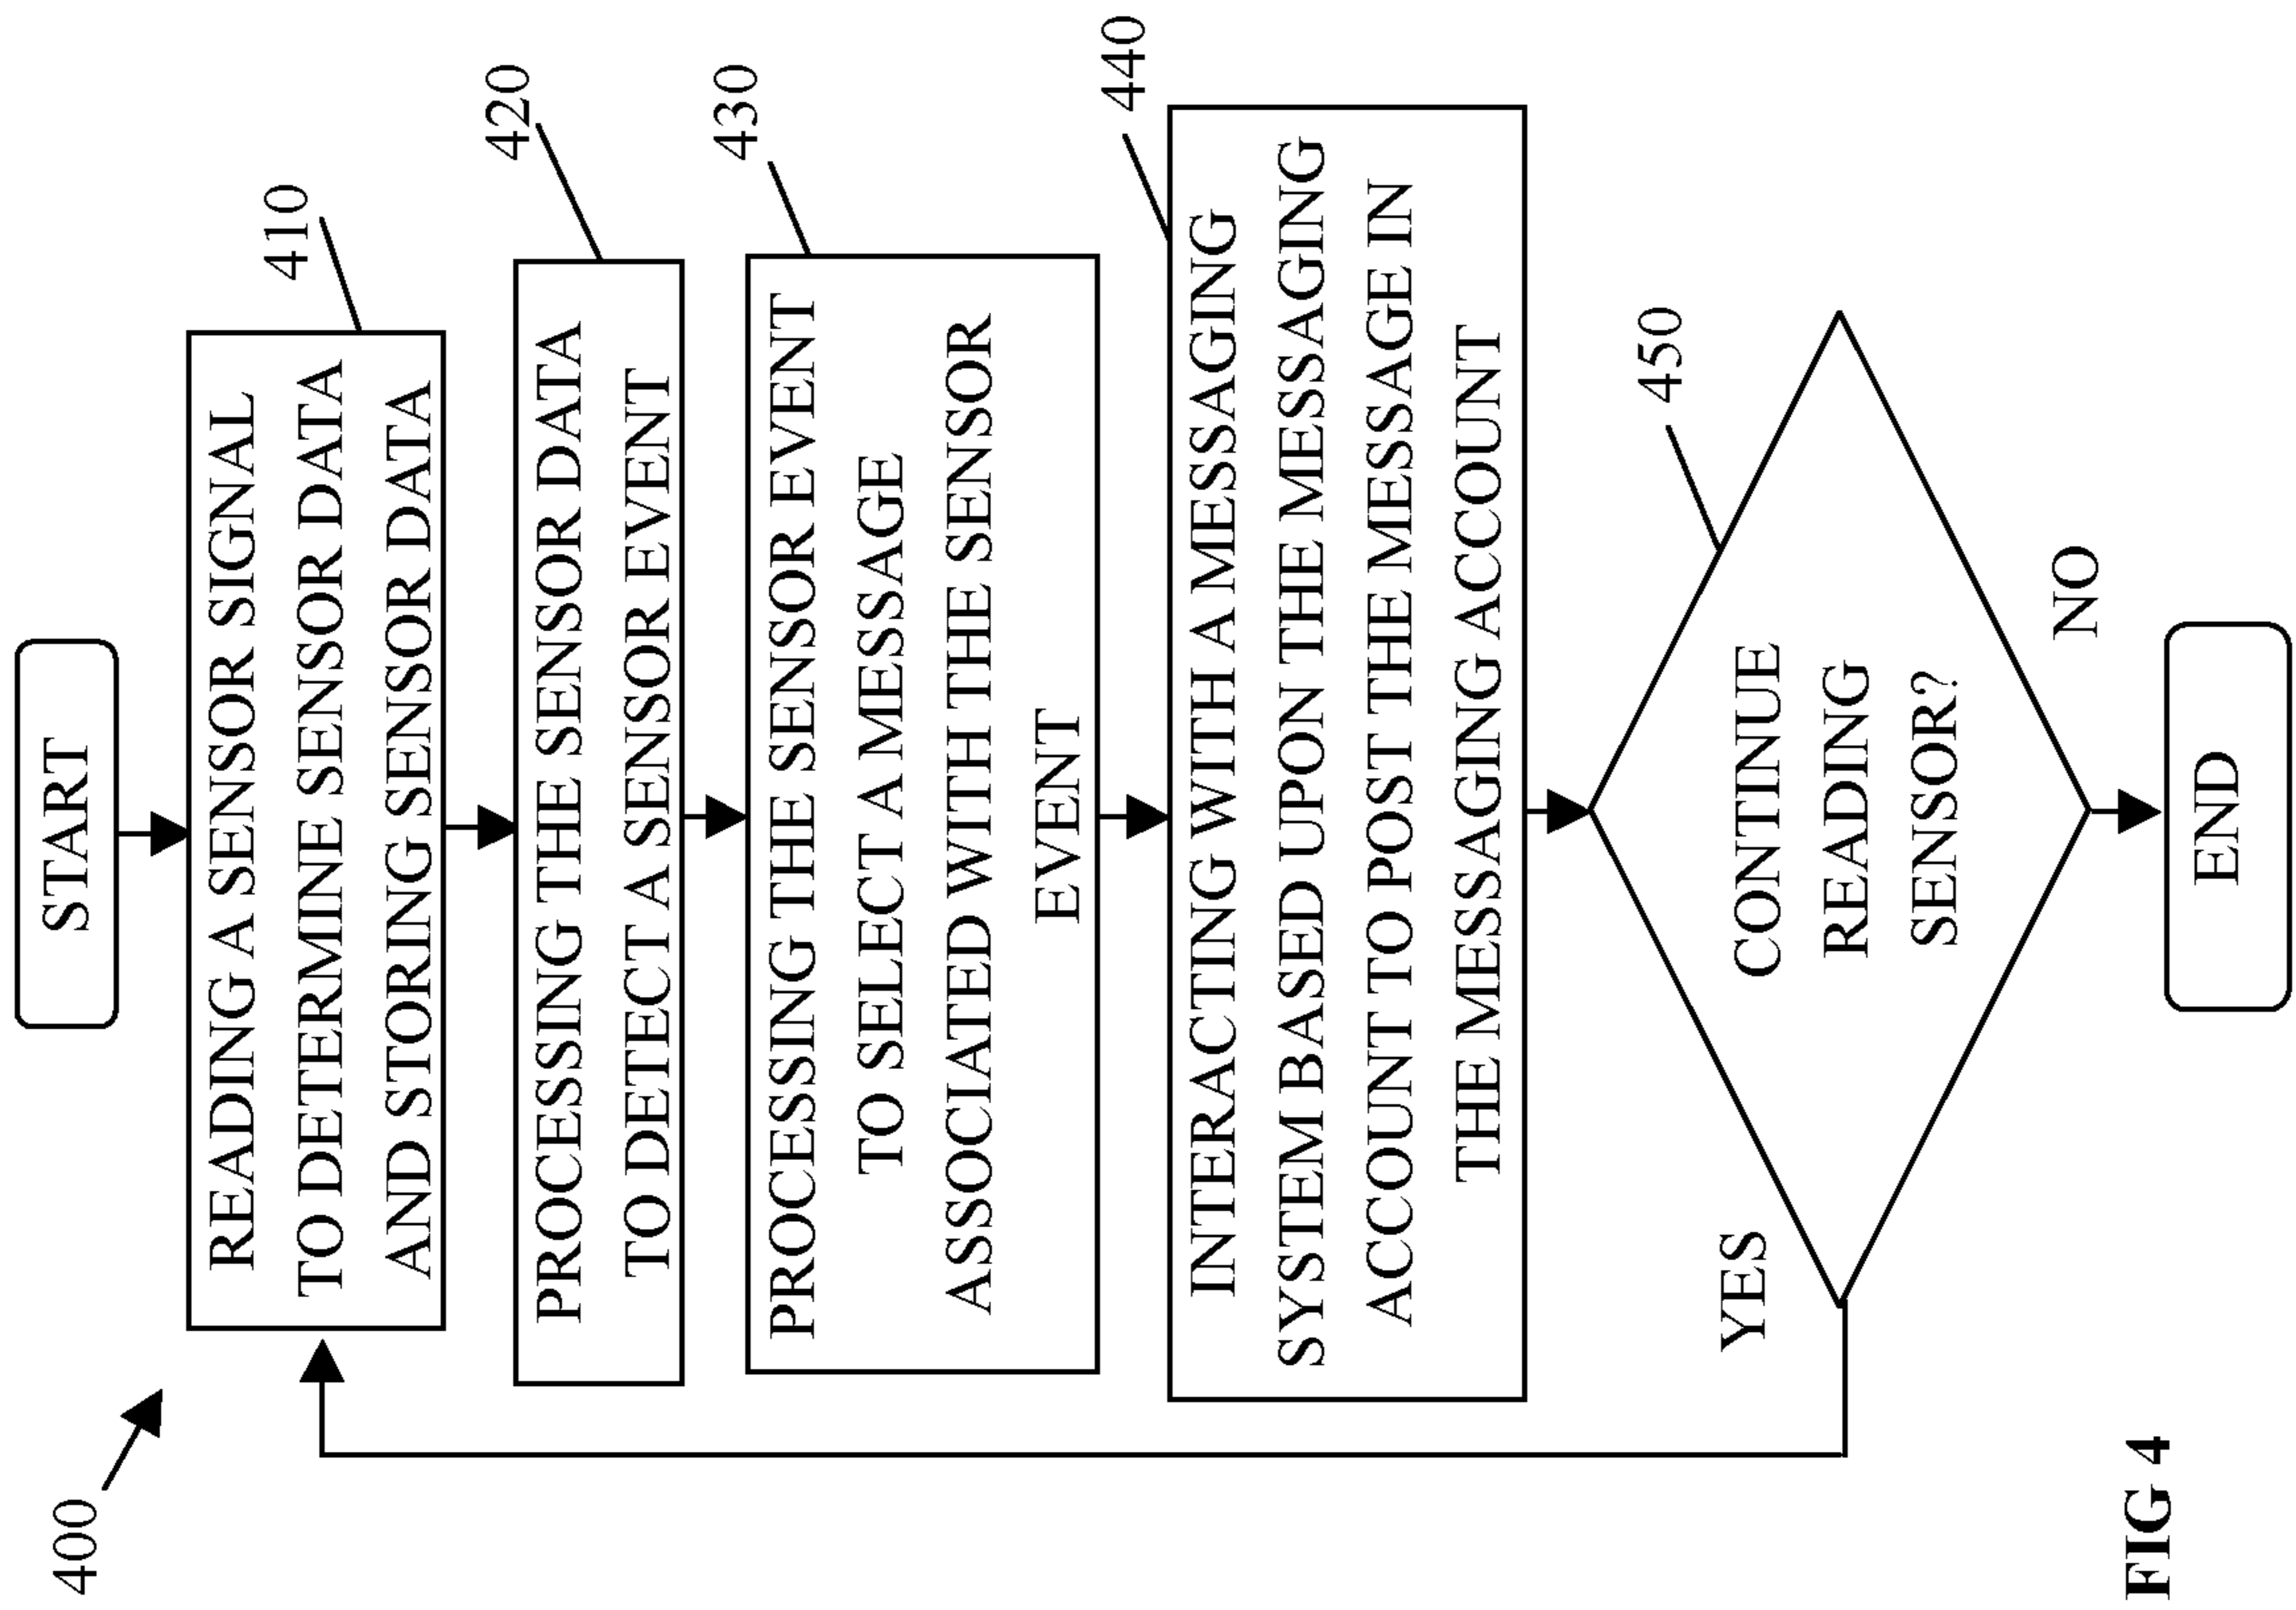 400
START
READING A SENSOR SIGNAL
TO DETERMINE SENSOR DATA
AND STORING SENSOR DATA
410
PROCESSING THE SENSOR DATA
TO DETECT A SENSOR EVENT
420
PROCESSING THE SENSOR EVENT
TO SELECT A MESSAGE
ASSOCIATED WITH THE SENSOR
EVENT
430
INTERACTING WITH A MESSAGING
SYSTEM BASED UPON THE MESSAGING
ACCOUNT TO POST THE MESSAGE IN
THE MESSAGING ACCOUNT
440
CONTINUE
READING
SENSOR?
450
YES
NO
END
FIG 4